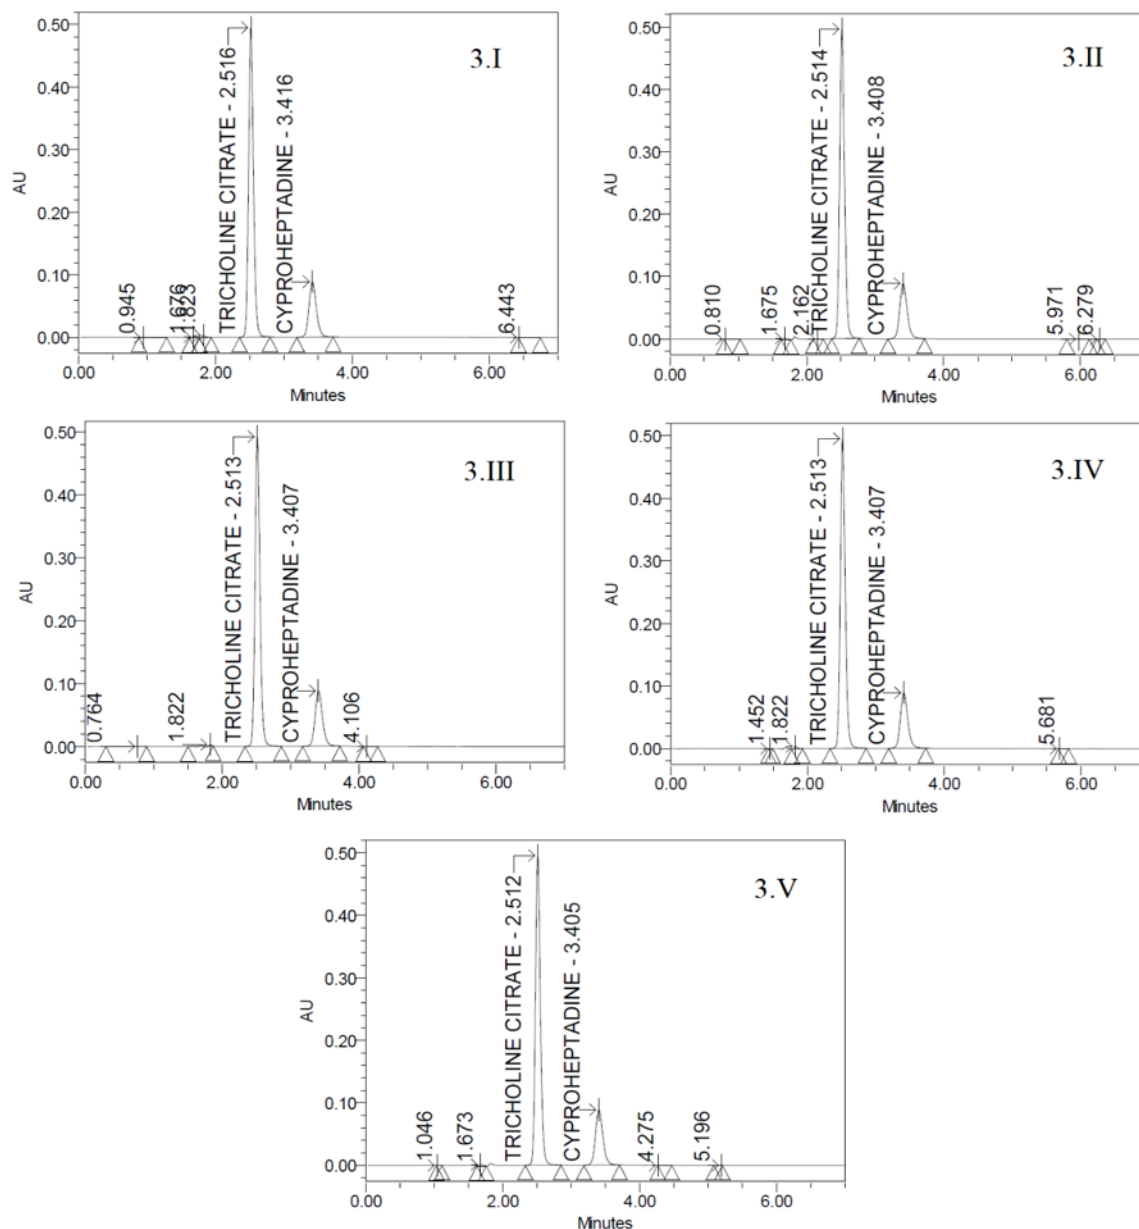 3.I
AU
0.50
0.40
0.30
0.20
0.10
0.00
0.945
1.676
1.823
TRICHOLINE CITRATE - 2.516
CYPROHEPTADINE - 3.416
6.443
0.00 2.00 4.00 6.00
Minutes
3.II
AU
0.50
0.40
0.30
0.20
0.10
0.00
0.810
1.675
2.162
TRICHOLINE CITRATE - 2.514
CYPROHEPTADINE - 3.408
5.971
6.279
0.00 2.00 4.00 6.00
Minutes
3.III
AU
0.50
0.40
0.30
0.20
0.10
0.00
0.764
1.822
TRICHOLINE CITRATE - 2.513
CYPROHEPTADINE - 3.407
4.106
0.00 2.00 4.00 6.00
Minutes
3.IV
AU
0.50
0.40
0.30
0.20
0.10
0.00
1.452
1.822
TRICHOLINE CITRATE - 2.513
CYPROHEPTADINE - 3.407
5.681
0.00 2.00 4.00 6.00
Minutes
3.V
AU
0.50
0.40
0.30
0.20
0.10
0.00
1.046
1.673
TRICHOLINE CITRATE - 2.512
CYPROHEPTADINE - 3.405
4.275
5.196
0.00 2.00 4.00 6.00
Minutes